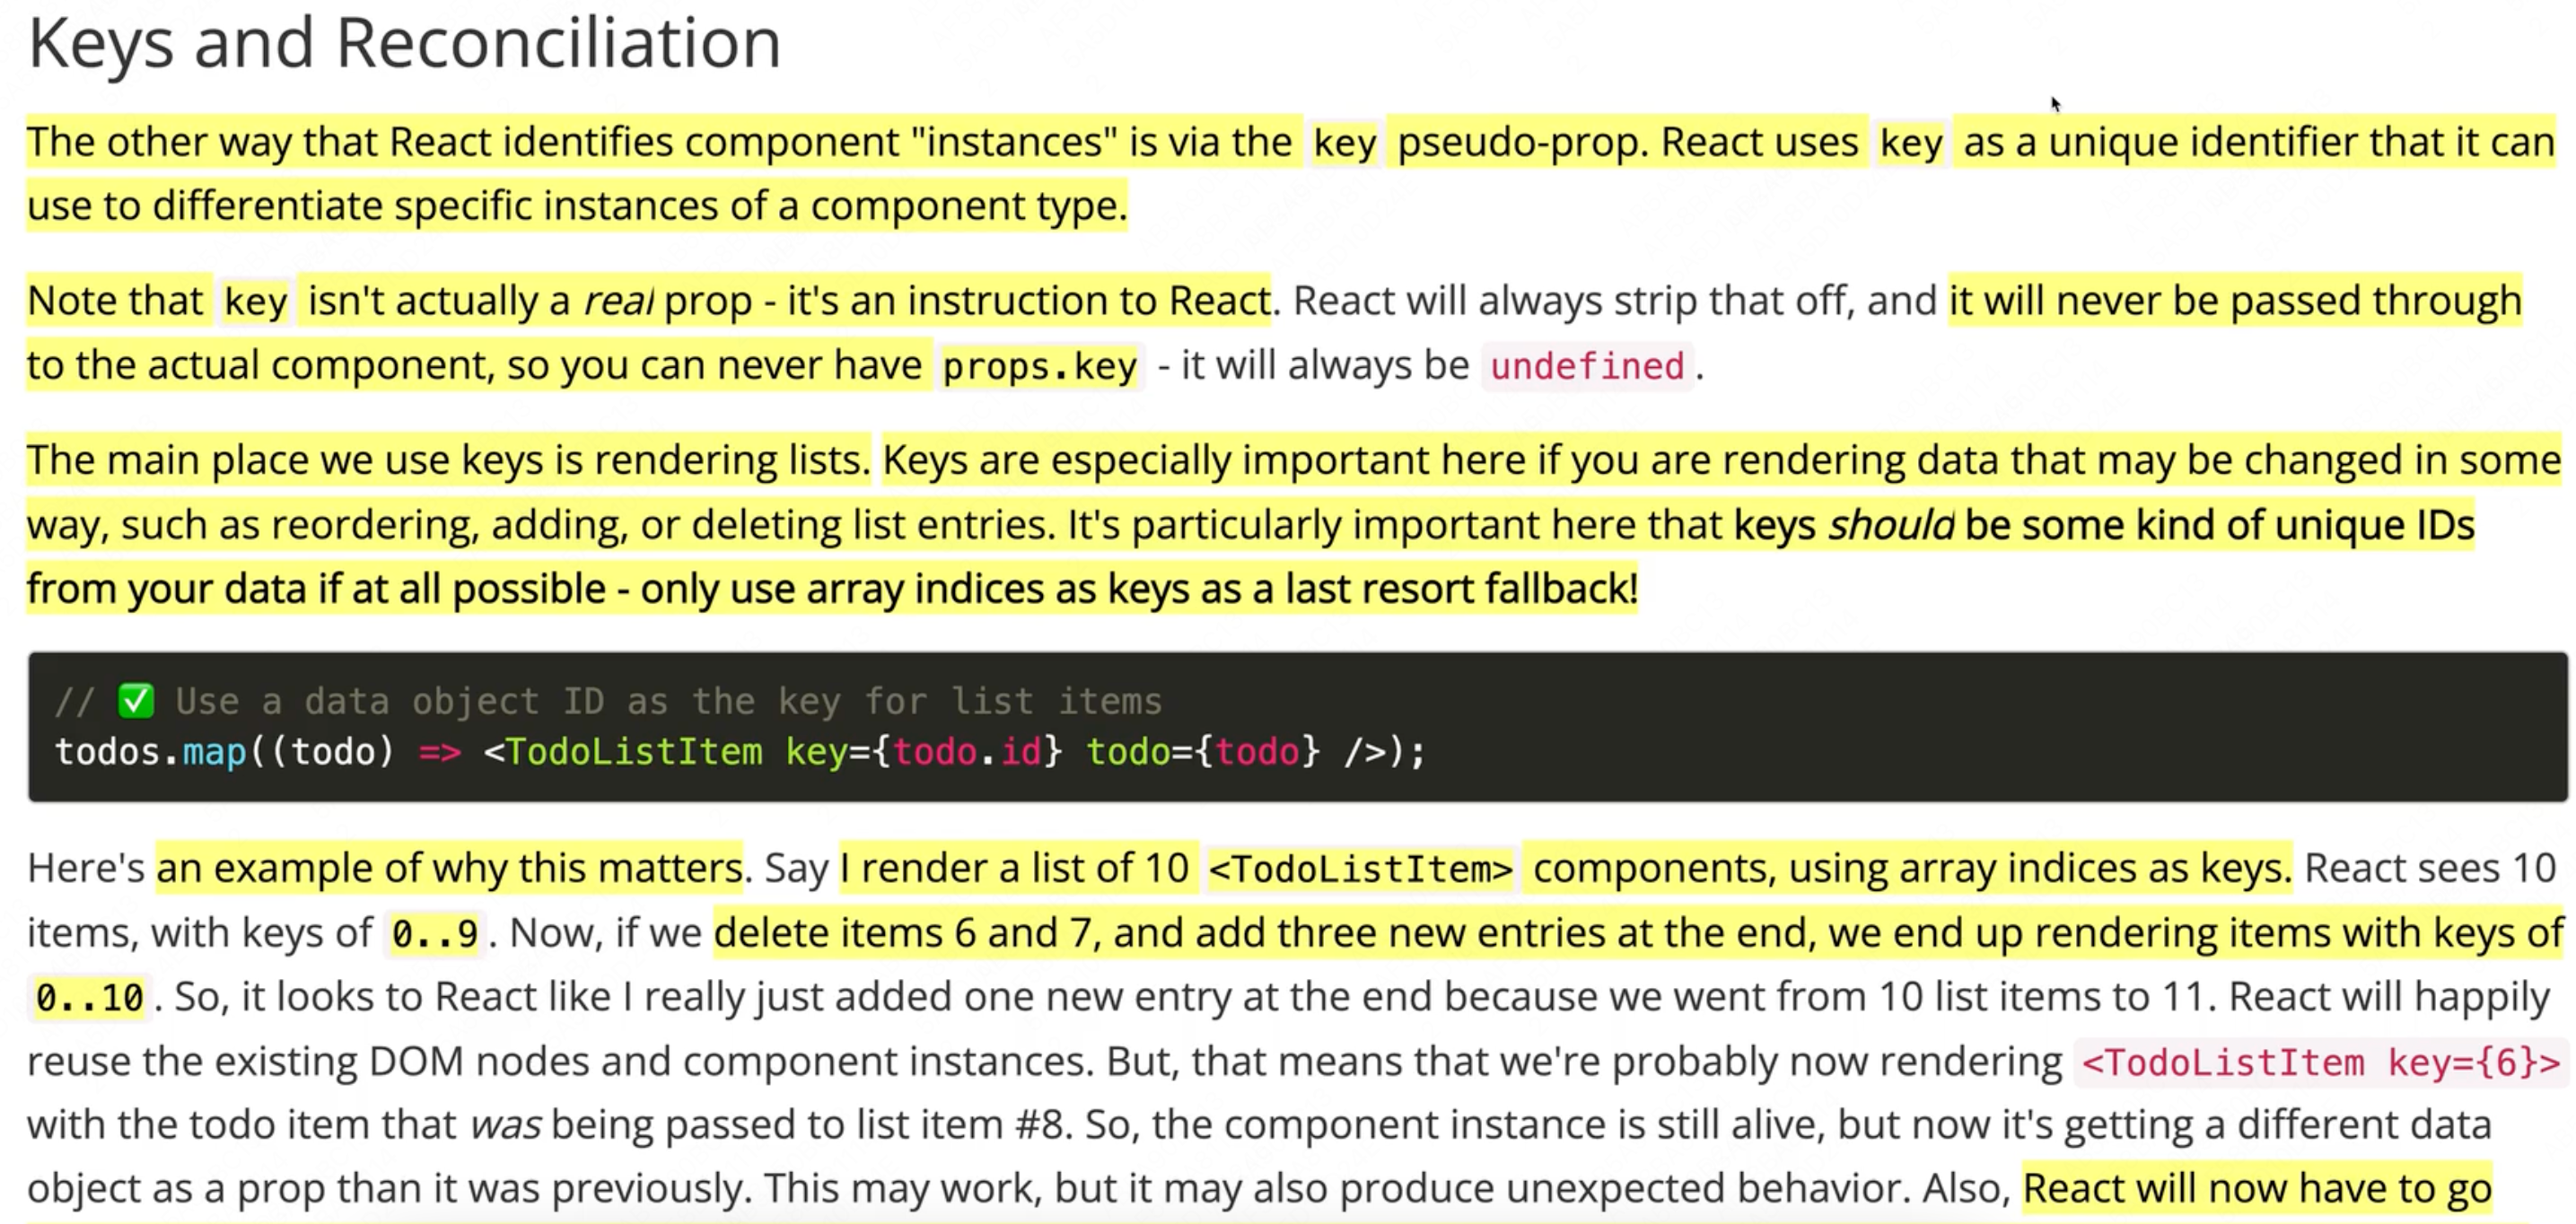 Keys and Reconciliation
The other way that React identifies component "instances" is via the key pseudo-prop. React uses key as a unique identifier that it can
use to differentiate specific instances of a component type.
Note that key isn't actually a real prop - it's an instruction to React. React will always strip that off, and it will never be passed through
to the actual component, so you can never have props.key - it will always be undefined.
The main place we use keys is rendering lists. Keys are especially important here if you are rendering data that may be changed in some
way, such as reordering, adding, or deleting list entries. It's particularly important here that keys should be some kind of unique IDs
from your data if at all possible - only use array indices as keys as a last resort fallback!
// ✅ Use a data object ID as the key for list items
todos.map((todo) => <TodoListItem key={todo.id} todo={todo} />);
Here's an example of why this matters. Say I render a list of 10 <TodoListItem> components, using array indices as keys. React sees 10
items, with keys of 0..9. Now, if we delete items 6 and 7, and add three new entries at the end, we end up rendering items with keys of
0..10. So, it looks to React like I really just added one new entry at the end because we went from 10 list items to 11. React will happily
reuse the existing DOM nodes and component instances. But, that means that we're probably now rendering <TodoListItem key={6}>
with the todo item that was being passed to list item #8. So, the component instance is still alive, but now it's getting a different data
object as a prop than it was previously. This may work, but it may also produce unexpected behavior. Also, React will now have to go